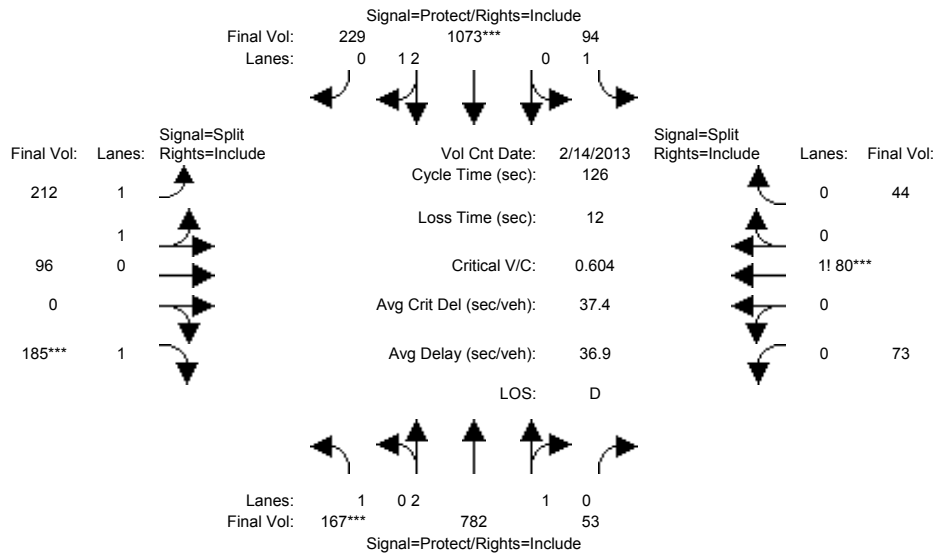 Signal=Protect/Rights=Include
Final Vol: 229 1073*** 94
Lanes: 0 1 2 0 1
Signal=Split
Final Vol: Lanes: Rights=Include
Vol Cnt Date: 2/14/2013
Signal=Split
Rights=Include Lanes: Final Vol:
Cycle Time (sec): 126
212 1
0 44
Loss Time (sec): 12
1
0
96 0
Critical V/C: 0.604
1! 80***
0
Avg Crit Del (sec/veh): 37.4
0
185*** 1
Avg Delay (sec/veh): 36.9
0 73
LOS: D
Lanes: 1 0 2 1 0
Final Vol: 167*** 782 53
Signal=Protect/Rights=Include